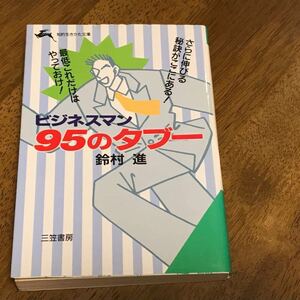 知的生きかた文庫
さらに伸びる
秘訣がここにある!
最低これだけは
やっておけ!
ビジネスマン
95のタブー
鈴村 進
三笠書房